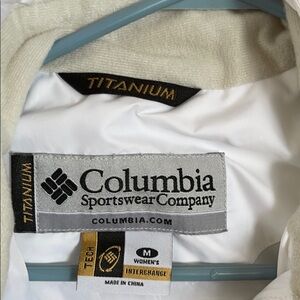 TITANIUM
TITANIUM
Columbia
Sportswear Company
COLUMBIA.COM
TECH
M
WOMEN'S
INTERCHANGE
MADE IN CHINA